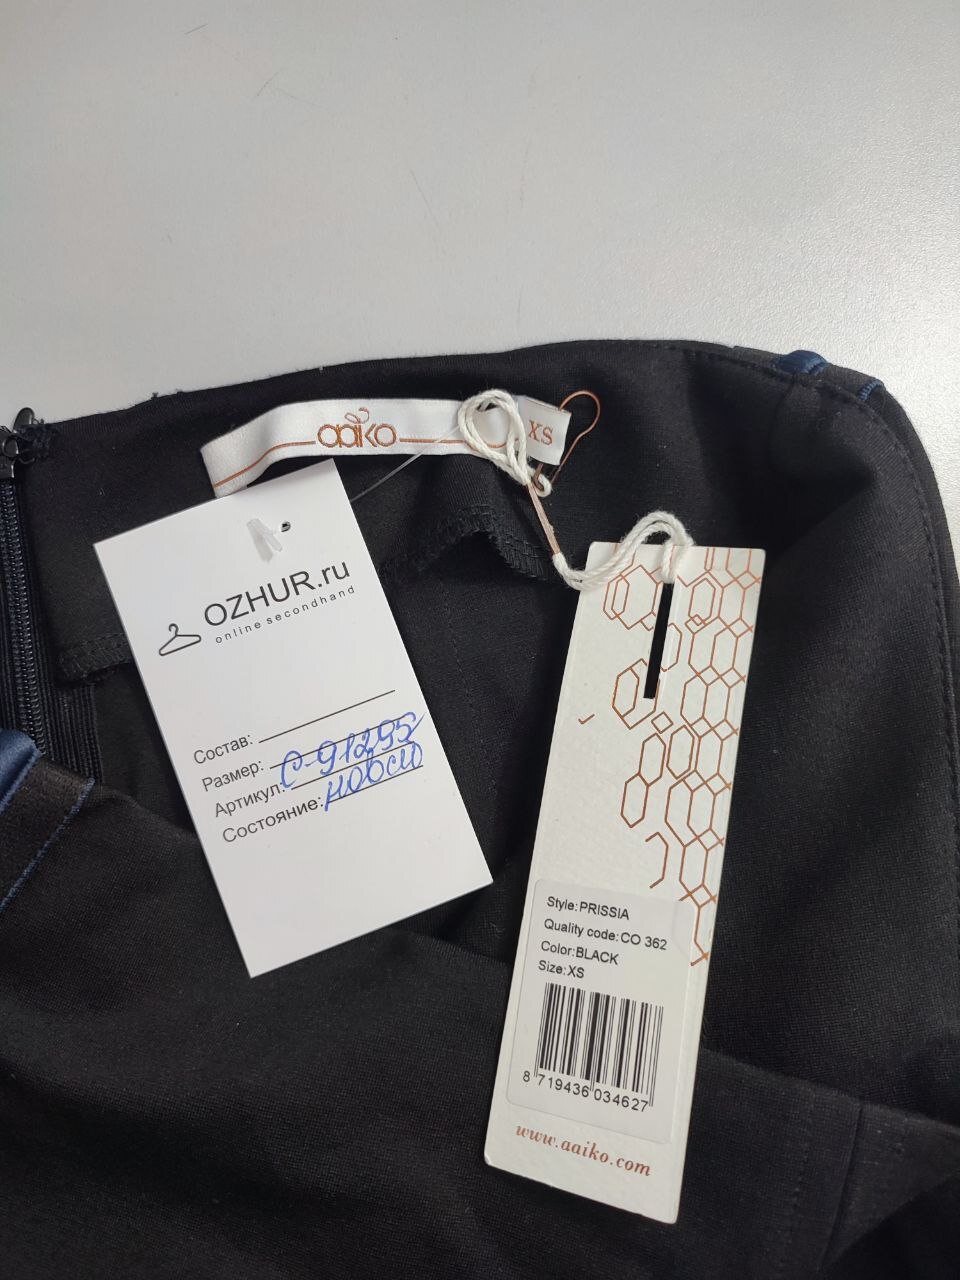 aaiko
XS
OZHUR.ru
online secondhand
Состав:
Размер:
Артикул: С-91295
Состояние: новое
Style: PRISSIA
Quality code: CO 362
Color: BLACK
Size: XS
8 719436 034627
www.aaiko.com